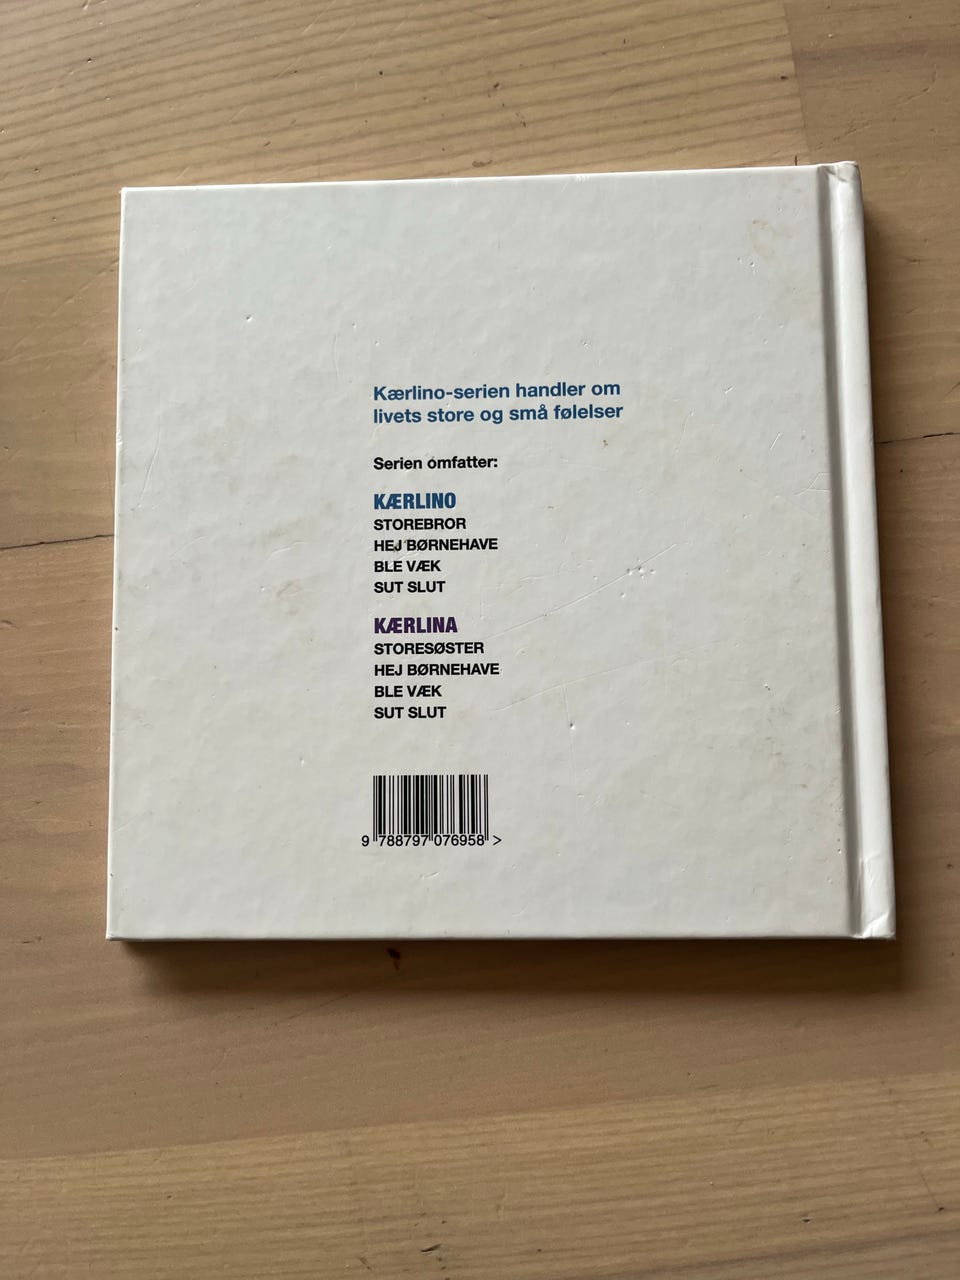 Kærlino-serien handler om
livets store og små følelser
Serien omfatter:
KÆRLINO
STOREBROR
HEJ BØRNEHAVE
BLE VÆK
SUT SLUT
KÆRLINA
STORESØSTER
HEJ BØRNEHAVE
BLE VÆK
SUT SLUT
9 788797 076958 >